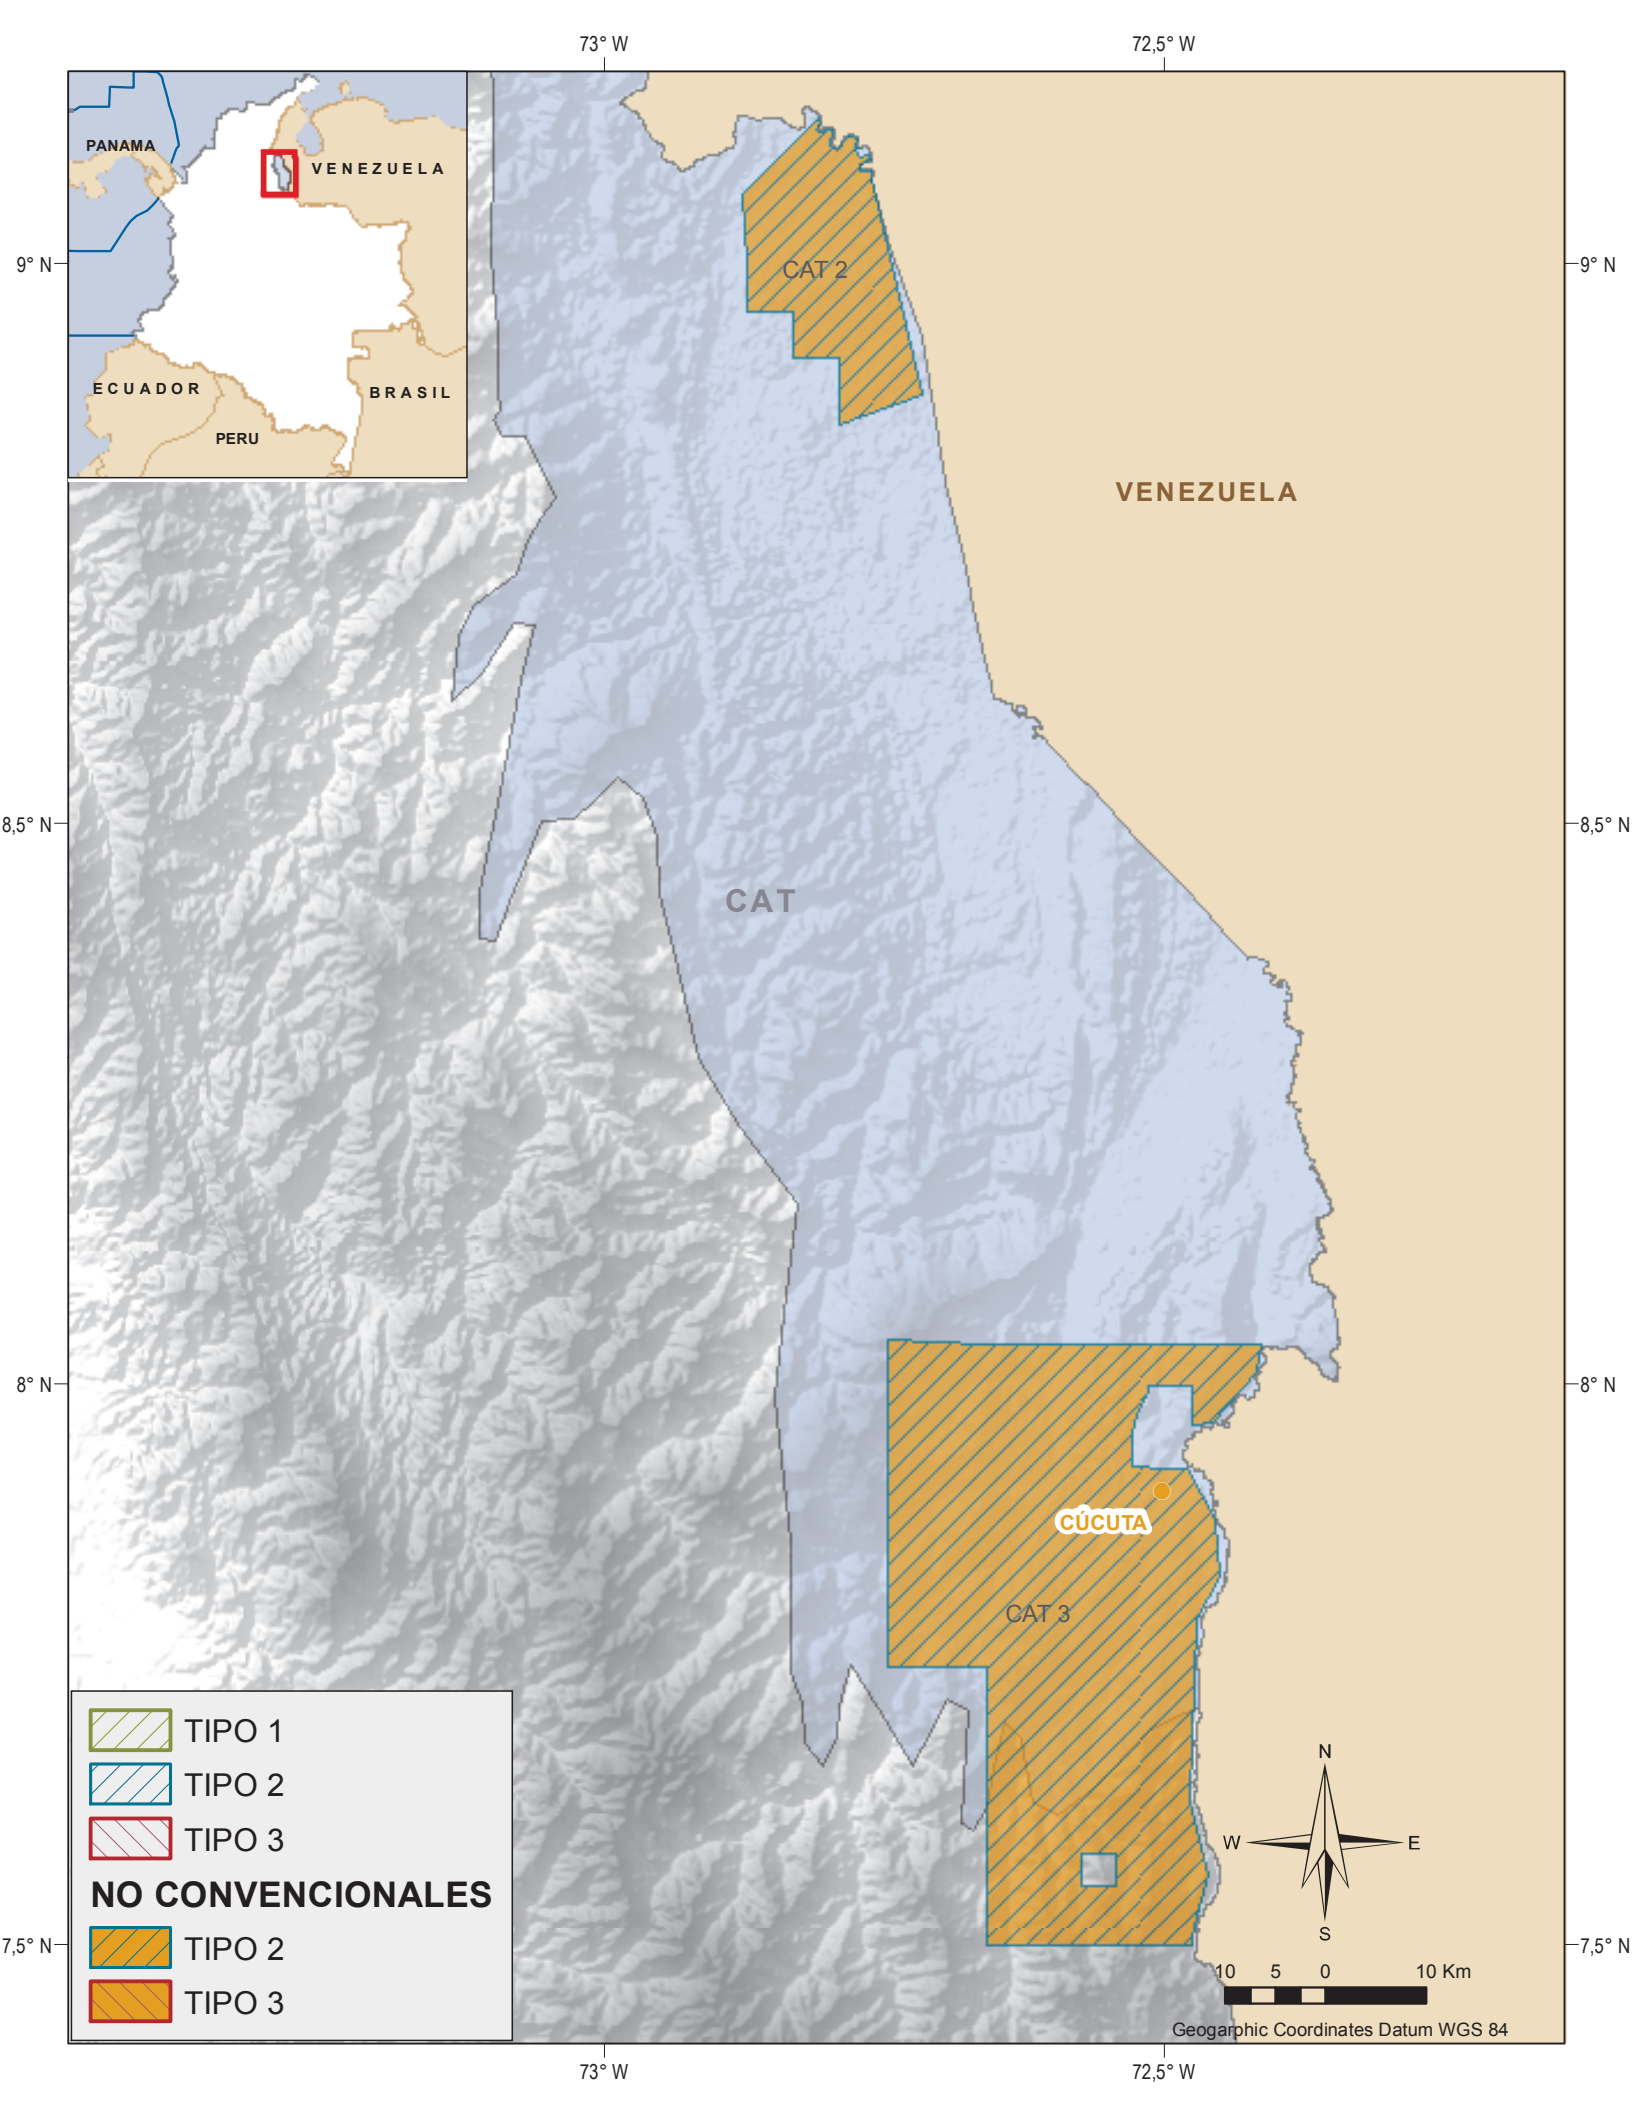 73° W
72,5° W
PANAMA
VENEZUELA
9° N
9° N
CAT 2
ECUADOR
BRASIL
PERU
VENEZUELA
8,5° N
8,5° N
CAT
8° N
8° N
CÚCUTA
CAT 3
TIPO 1
TIPO 2
TIPO 3
NO CONVENCIONALES
TIPO 2
TIPO 3
N
W
E
S
7,5° N
7,5° N
10 5 0 10 Km
Geogarphic Coordinates Datum WGS 84
73° W
72,5° W